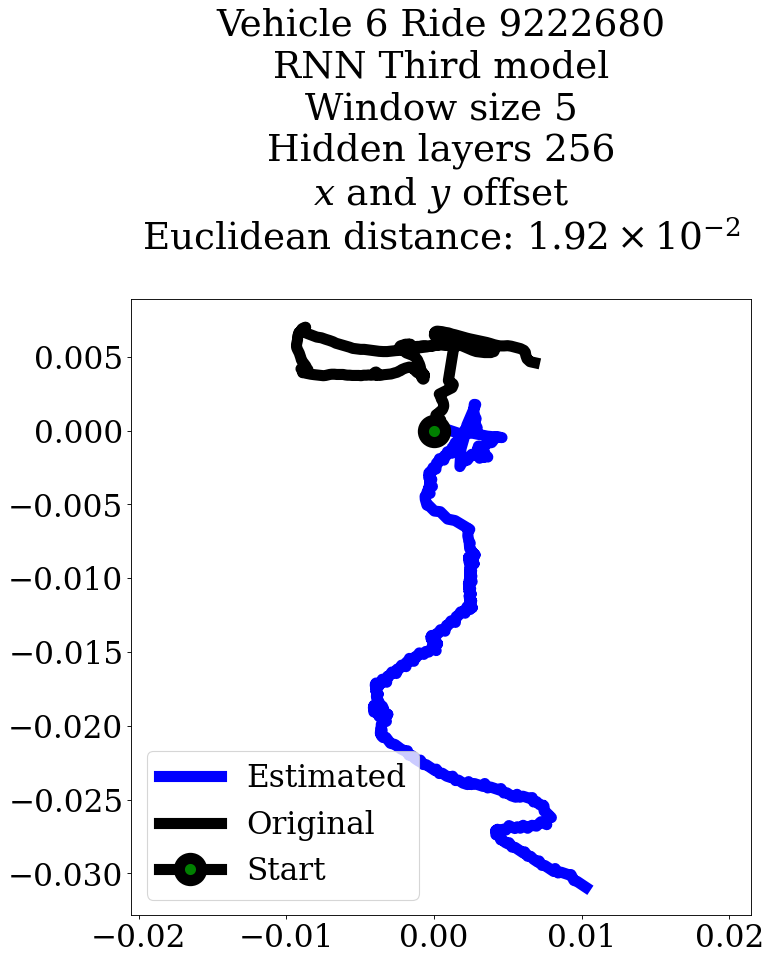 Vehicle 6 Ride 9222680
RNN Third model
Window size 5
Hidden layers 256
x and y offset
Euclidean distance: 1.92 × 10⁻²
0.005
0.000
−0.005
−0.010
−0.015
−0.020
−0.025
−0.030
Estimated
Original
Start
−0.02
−0.01
0.00
0.01
0.02